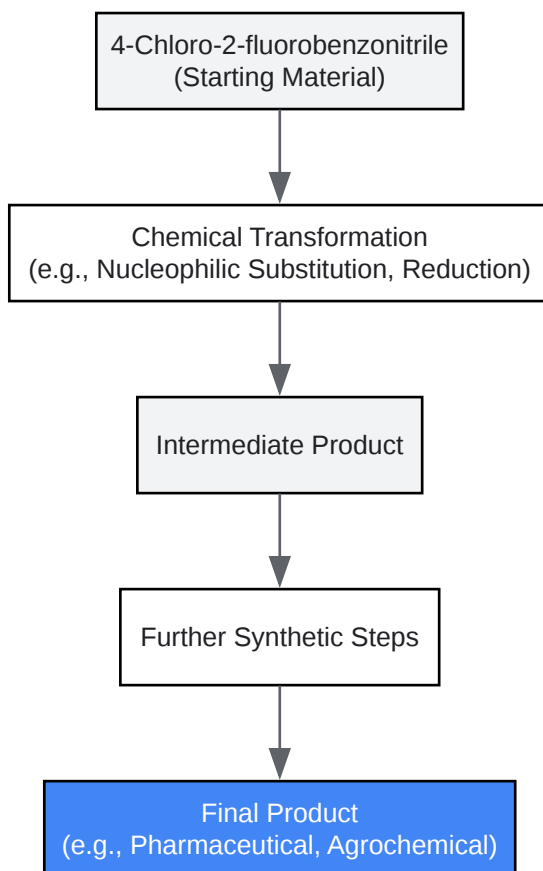 4-Chloro-2-fluorobenzonitrile
(Starting Material)
Chemical Transformation
(e.g., Nucleophilic Substitution, Reduction)
Intermediate Product
Further Synthetic Steps
Final Product
(e.g., Pharmaceutical, Agrochemical)